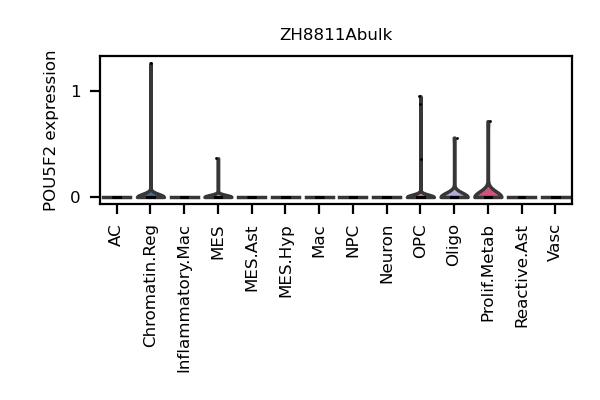 ZH8811Abulk
POU5F2 expression
1
0
AC
Chromatin.Reg
Inflammatory.Mac
MES
MES.Ast
MES.Hyp
Mac
NPC
Neuron
OPC
Oligo
Prolif.Metab
Reactive.Ast
Vasc